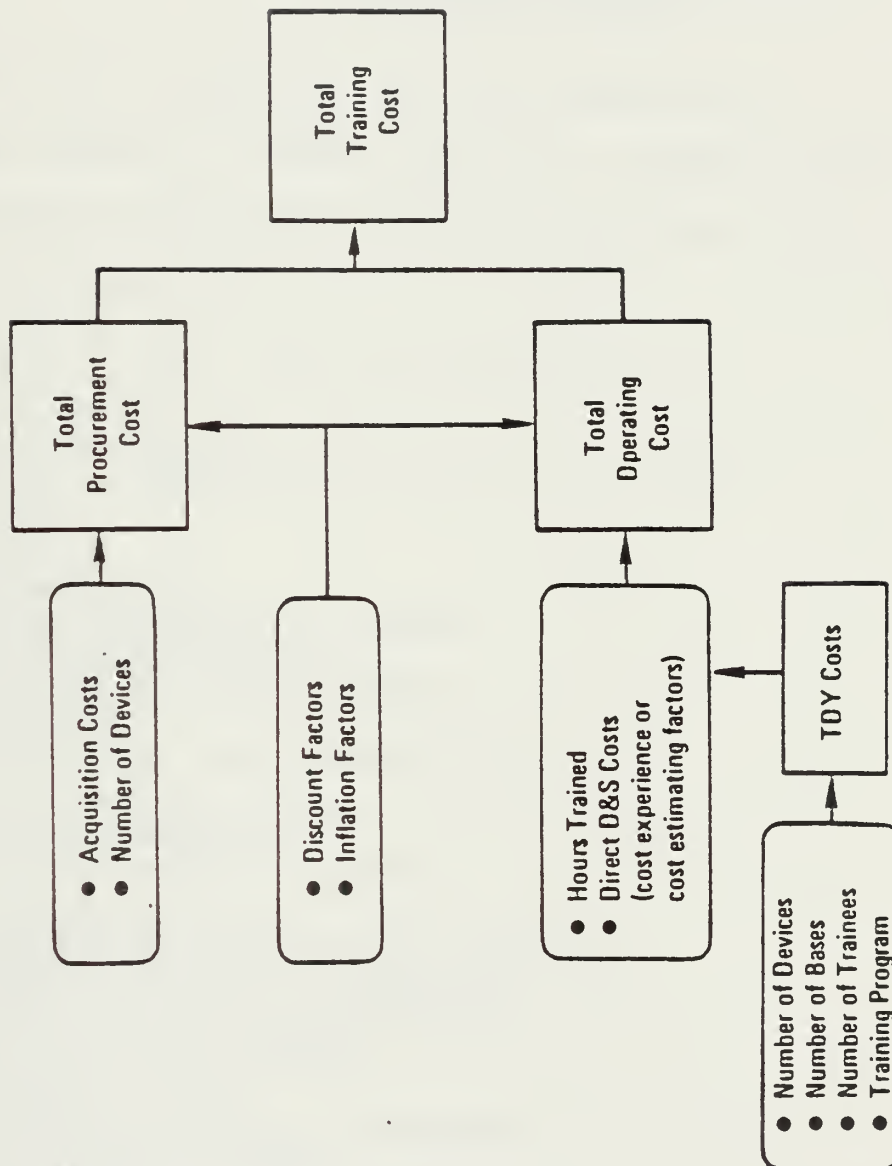 ● Acquisition Costs
● Number of Devices
Total
Procurement
Cost
● Discount Factors
● Inflation Factors
Total
Training
Cost
● Hours Trained
● Direct O&S Costs
(cost experience or
cost estimating factors)
Total
Operating
Cost
● Number of Devices
● Number of Bases
● Number of Trainees
● Training Program
TDY Costs